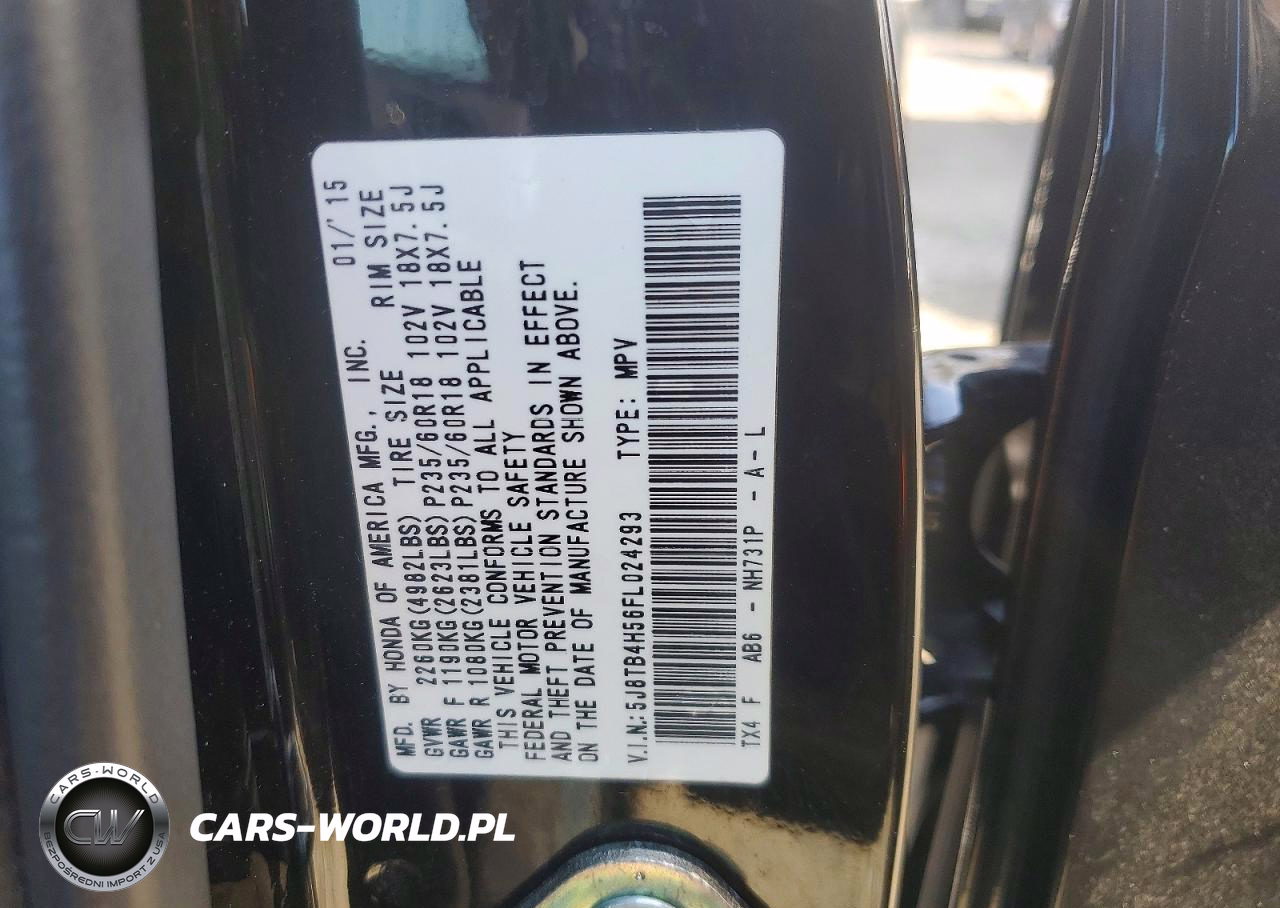 MFD. BY HONDA OF AMERICA MFG., INC. 01/'15
GVWR 2260KG(4982LBS) TIRE SIZE RIM SIZE
GAWR F 1190KG(2623LBS) P235/60R18 102V 18X7.5J
GAWR R 1080KG(2381LBS) P235/60R18 102V 18X7.5J
THIS VEHICLE CONFORMS TO ALL APPLICABLE
FEDERAL MOTOR VEHICLE SAFETY
AND THEFT PREVENTION STANDARDS IN EFFECT
ON THE DATE OF MANUFACTURE SHOWN ABOVE.
V.I.N.:5J8TB4H56FL024293 TYPE: MPV
TX4 F AB6 - NH731P - A - L
CARS-WORLD
CW
BEZPOŚREDNI IMPORT Z USA
CARS-WORLD.PL